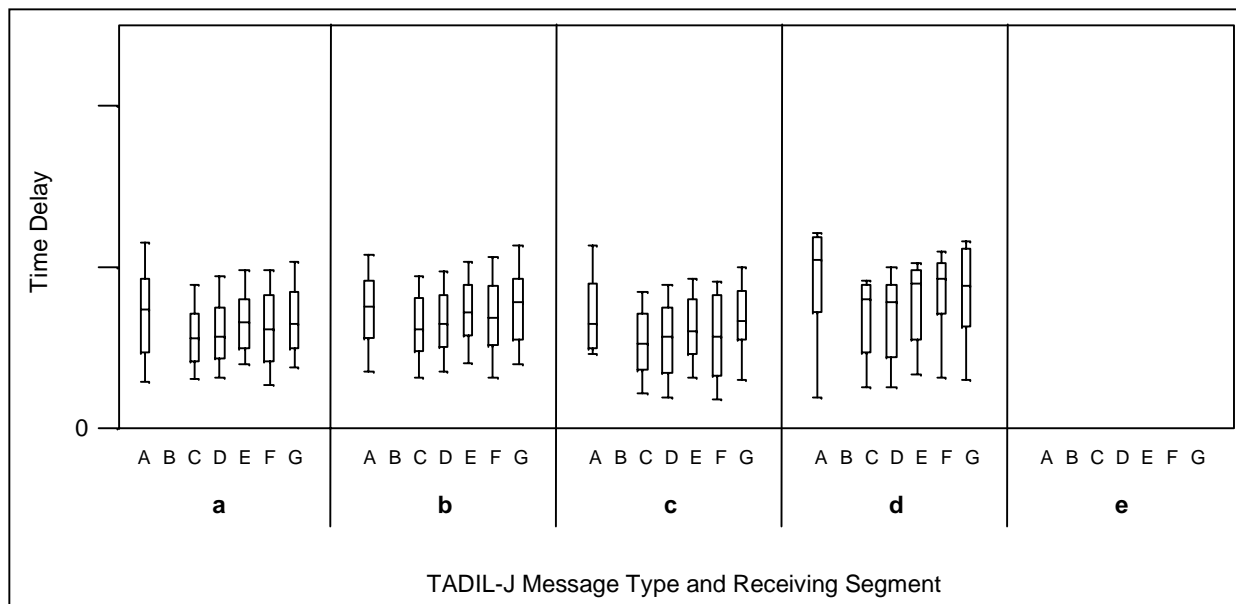 Time Delay
0
A B C D E F G A B C D E F G A B C D E F G A B C D E F G A B C D E F G
a b c d e
TADIL-J Message Type and Receiving Segment